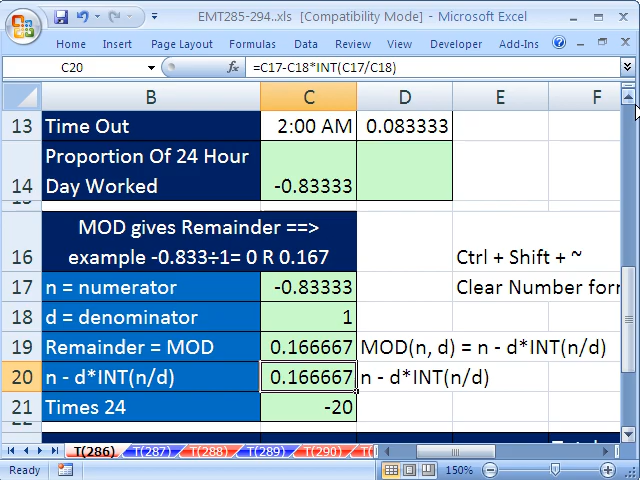 EMT285-294..xls [Compatibility Mode] - Microsoft Excel
Home Insert Page Layout Formulas Data Review View Developer Add-Ins
C20 fx =C17-C18*INT(C17/C18)
B C D E F
13 Time Out 2:00 AM 0.083333
Proportion Of 24 Hour
14 Day Worked -0.83333
15
MOD gives Remainder ==>
16 example -0.833÷1= 0 R 0.167 Ctrl + Shift + ~
17 n = numerator -0.83333 Clear Number forn
18 d = denominator 1
19 Remainder = MOD 0.166667 MOD(n, d) = n - d*INT(n/d)
20 n - d*INT(n/d) 0.166667 n - d*INT(n/d)
21 Times 24 -20
T(286) T(287) T(288) T(289) T(290)
Ready 150%